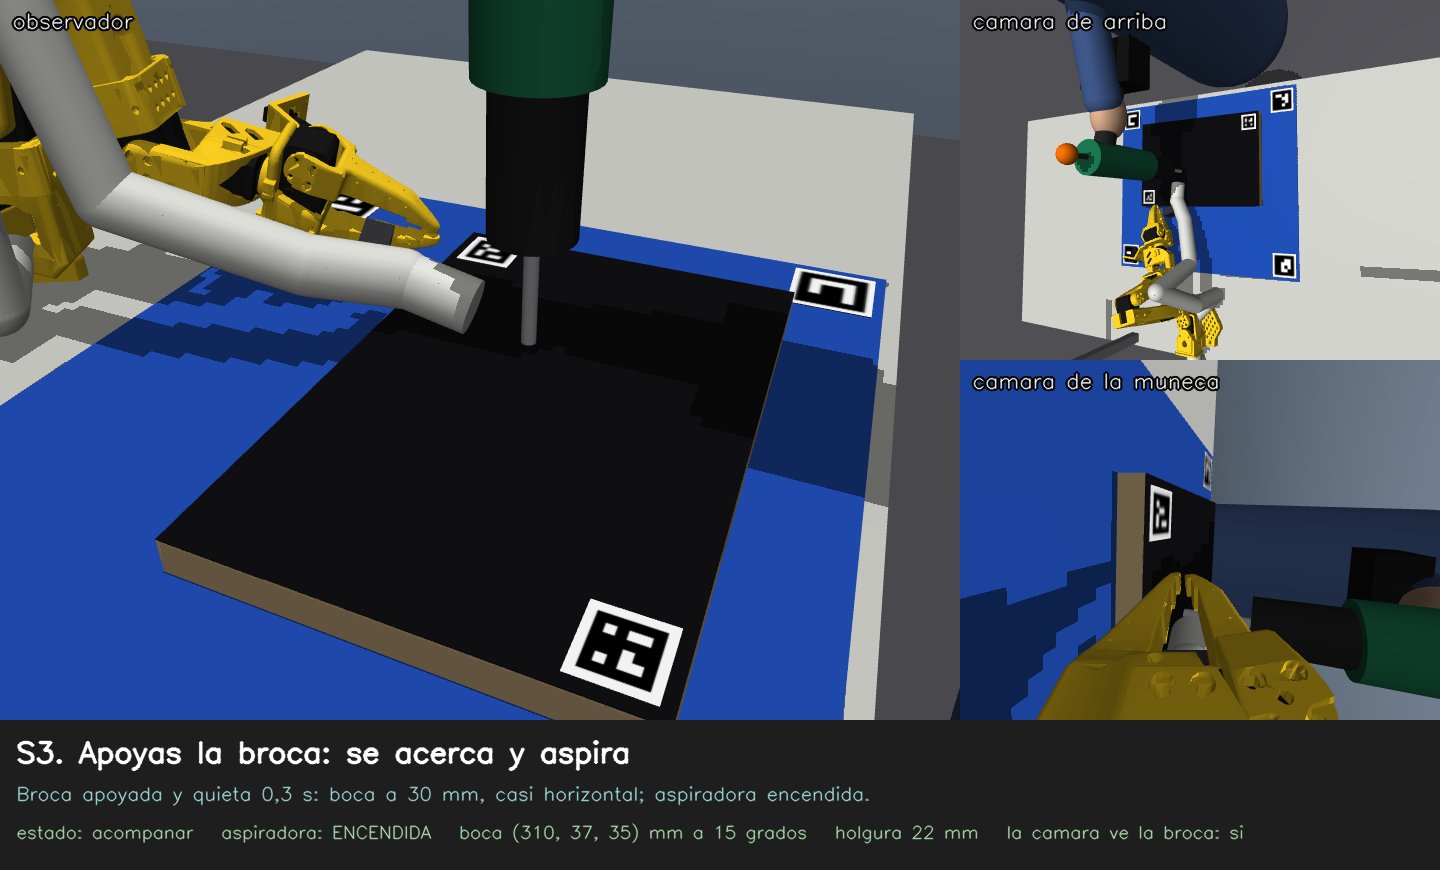 observador
camara de arriba
camara de la muneca
S3. Apoyas la broca: se acerca y aspira
Broca apoyada y quieta 0,3 s: boca a 30 mm, casi horizontal; aspiradora encendida.
estado: acompanar aspiradora: ENCENDIDA boca (310, 37, 35) mm a 15 grados holgura 22 mm la camara ve la broca: si